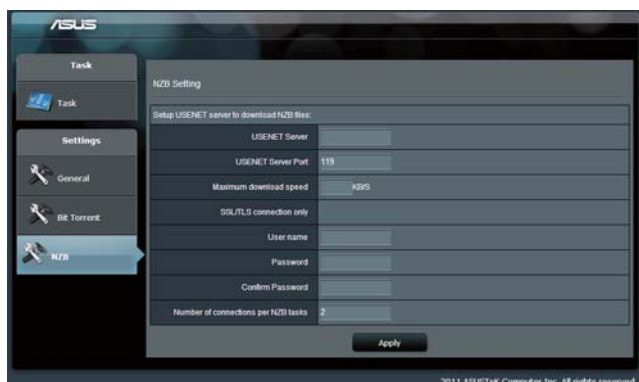 ASUS
Task
Task
Settings
General
Bit Torrent
NZB
NZB Setting
Setup USENET server to download NZB files:
USENET Server
USENET Server Port 119
Maximum download speed KB/S
SSL/TLS connection only
User name
Password
Confirm Password
Number of connections per NZB tasks 2
Apply
2011 ASUSTeK Computer Inc. All rights reserved